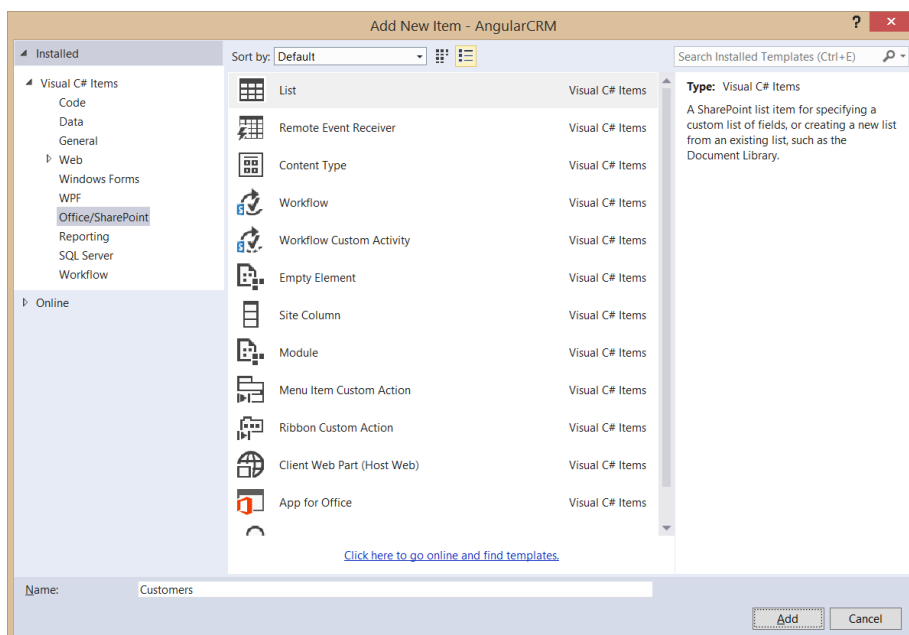 Add New Item - AngularCRM
?
Installed
Sort by: Default
Search Installed Templates (Ctrl+E)
Visual C# Items
Code
Data
General
Web
Windows Forms
WPF
Office/SharePoint
Reporting
SQL Server
Workflow
Online
List Visual C# Items
Remote Event Receiver Visual C# Items
Content Type Visual C# Items
Workflow Visual C# Items
Workflow Custom Activity Visual C# Items
Empty Element Visual C# Items
Site Column Visual C# Items
Module Visual C# Items
Menu Item Custom Action Visual C# Items
Ribbon Custom Action Visual C# Items
Client Web Part (Host Web) Visual C# Items
App for Office Visual C# Items
Click here to go online and find templates.
Type: Visual C# Items
A SharePoint list item for specifying a
custom list of fields, or creating a new list
from an existing list, such as the
Document Library.
Name: Customers
Add Cancel